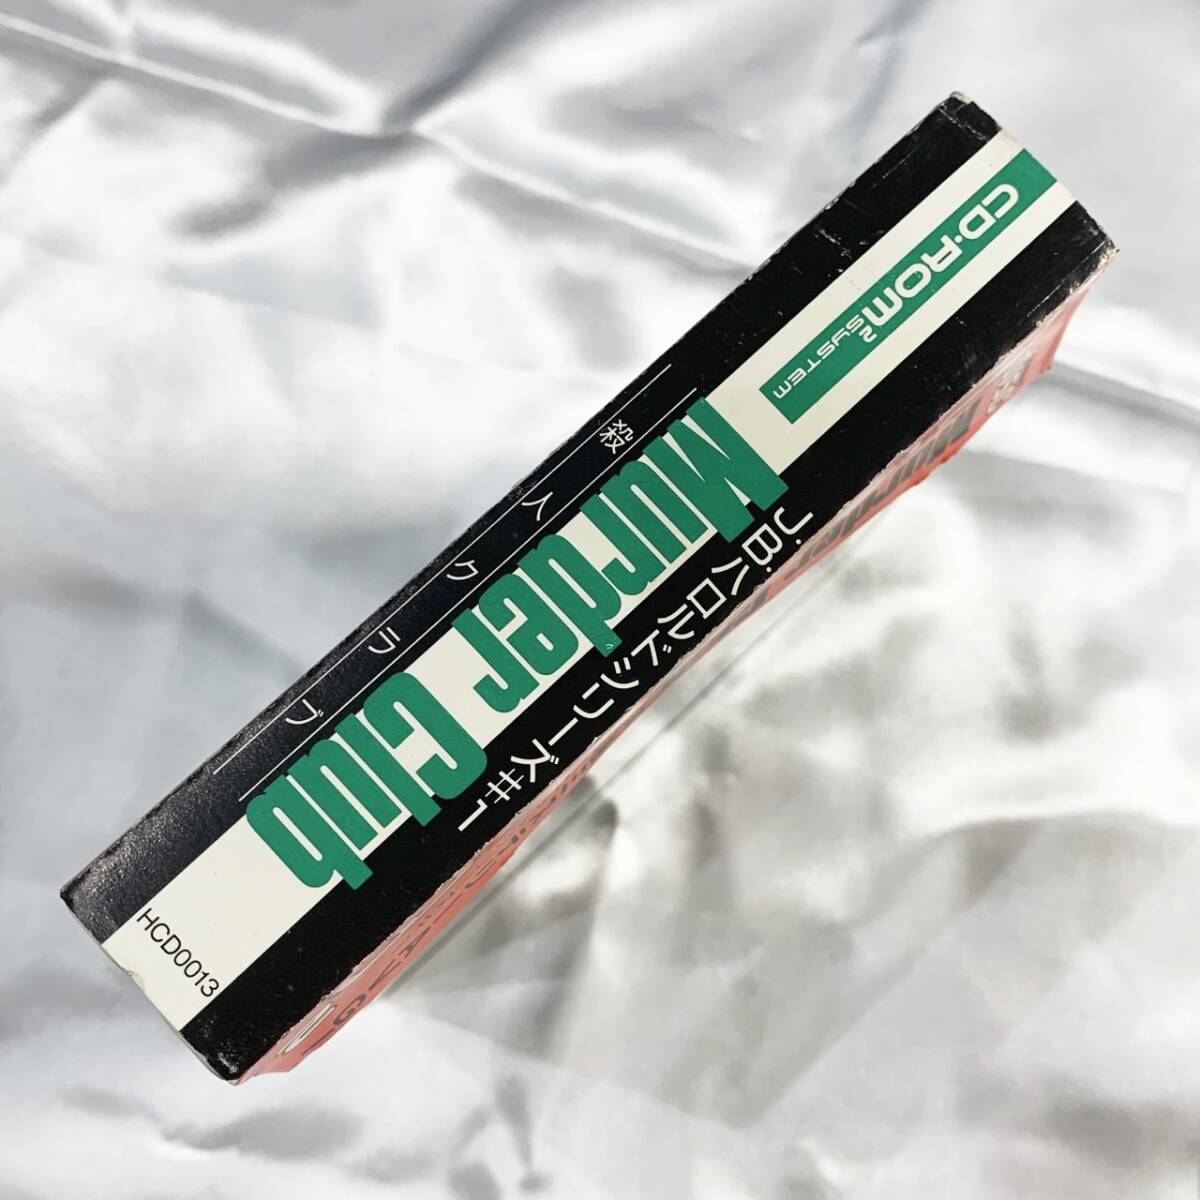 CD-ROM² SYSTEM
J.B.ハロルドシリーズ#1
Murder Club
殺人クラブ
HCD0013